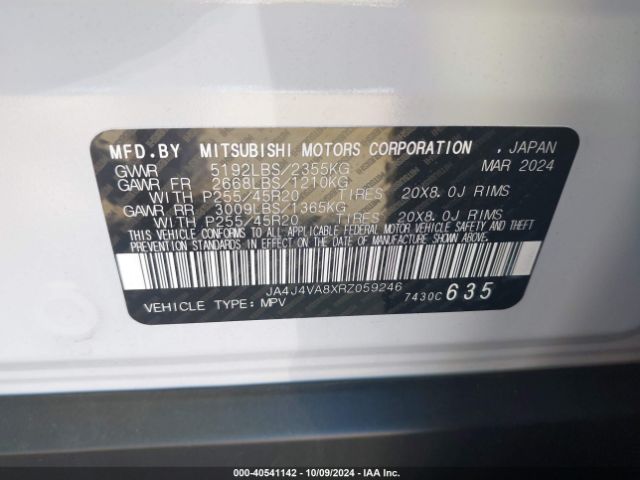 MFD.BY MITSUBISHI MOTORS CORPORATION , JAPAN
GVWR 5192LBS/2355KG MAR 2024
GAWR FR 2668LBS/1210KG
WITH P255/45R20 TIRES 20X8.0J RIMS
GAWR RR 3009LBS/1365KG
WITH P255/45R20 TIRES 20X8.0J RIMS
THIS VEHICLE CONFORMS TO ALL APPLICABLE FEDERAL MOTOR VEHICLE SAFETY AND THEFT
PREVENTION STANDARDS IN EFFECT ON THE DATE OF MANUFACTURE SHOWN ABOVE.
JA4J4VA8XRZ059246
VEHICLE TYPE:MPV 7430C 635
000-40541142 | 10/09/2024 | IAA Copart